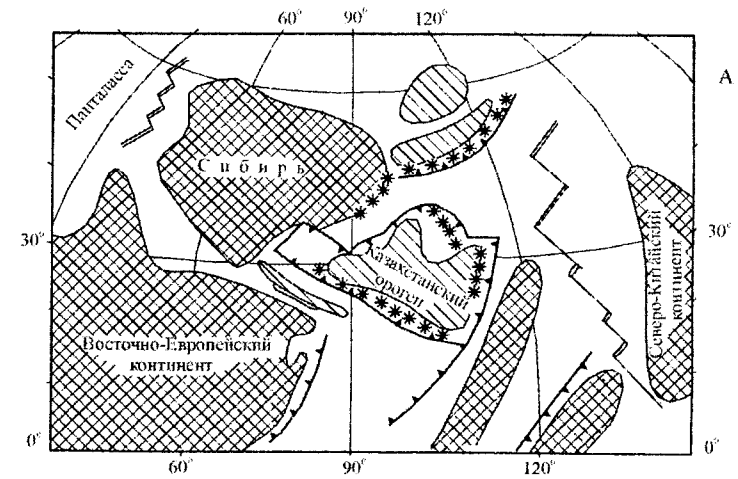 60° 90° 120°
А
Панталасса
Сибирь
30° 30°
Казахстанский
ороген
Северо-Китайский
континент
Восточно-Европейский
континент
0° 0°
60° 90° 120°